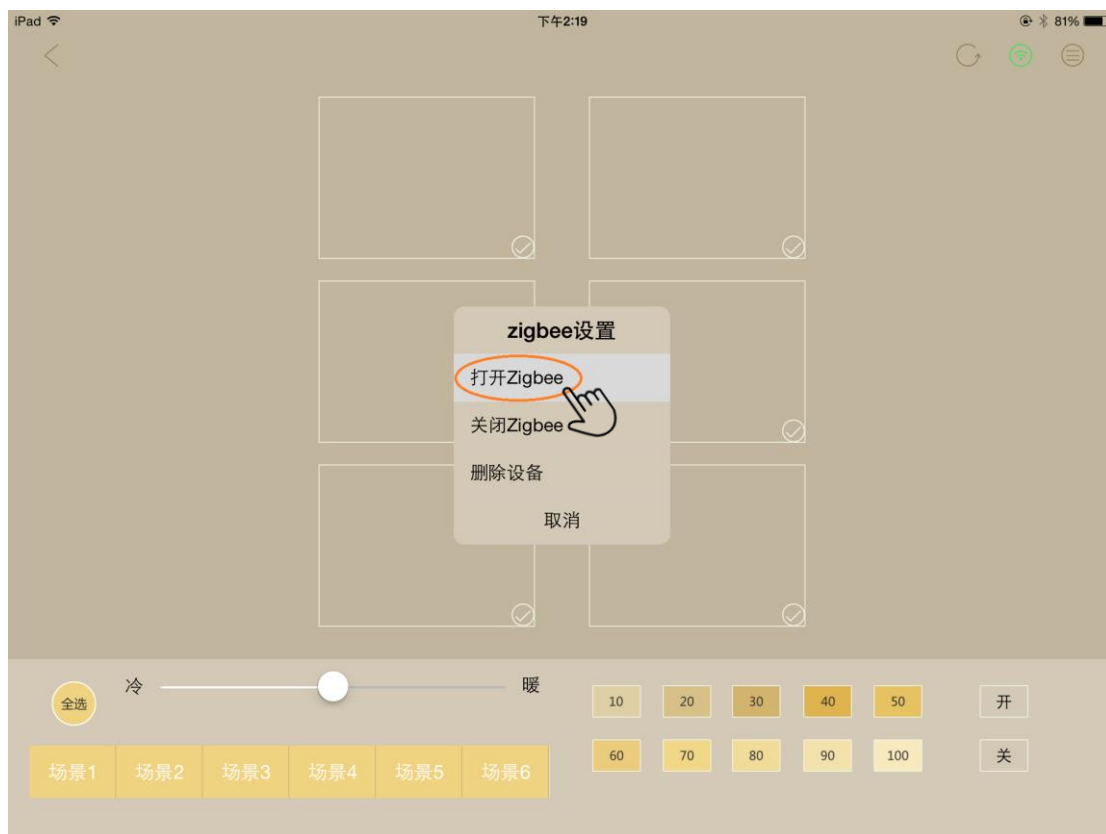 iPad 下午2:19 81%
zigbee设置
打开Zigbee
关闭Zigbee
删除设备
取消
全选
冷 暖
场景1 场景2 场景3 场景4 场景5 场景6
10 20 30 40 50 开
60 70 80 90 100 关